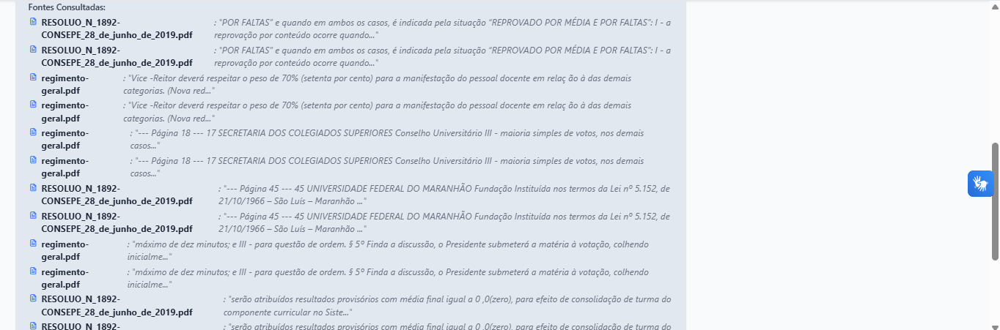 Fontes Consultadas:
RESOLUO_N_1892-
CONSEPE_28_de_junho_de_2019.pdf
: "POR FALTAS” e quando em ambos os casos, é indicada pela situação “REPROVADO POR MÉDIA E POR FALTAS”: I - a
reprovação por conteúdo ocorre quando..."
RESOLUO_N_1892-
CONSEPE_28_de_junho_de_2019.pdf
: "POR FALTAS” e quando em ambos os casos, é indicada pela situação “REPROVADO POR MÉDIA E POR FALTAS”: I - a
reprovação por conteúdo ocorre quando..."
regimento-
geral.pdf
: "Vice -Reitor deverá respeitar o peso de 70% (setenta por cento) para a manifestação do pessoal docente em relaç ão à das demais
categorias. (Nova red..."
regimento-
geral.pdf
: "Vice -Reitor deverá respeitar o peso de 70% (setenta por cento) para a manifestação do pessoal docente em relaç ão à das demais
categorias. (Nova red..."
regimento-
geral.pdf
: "--- Página 18 --- 17 SECRETARIA DOS COLEGIADOS SUPERIORES Conselho Universitário III - maioria simples de votos, nos demais
casos..."
regimento-
geral.pdf
: "--- Página 18 --- 17 SECRETARIA DOS COLEGIADOS SUPERIORES Conselho Universitário III - maioria simples de votos, nos demais
casos..."
RESOLUO_N_1892-
CONSEPE_28_de_junho_de_2019.pdf
: "--- Página 45 --- 45 UNIVERSIDADE FEDERAL DO MARANHÃO Fundação Instituída nos termos da Lei nº 5.152, de
21/10/1966 – São Luís – Maranhão ..."
RESOLUO_N_1892-
CONSEPE_28_de_junho_de_2019.pdf
: "--- Página 45 --- 45 UNIVERSIDADE FEDERAL DO MARANHÃO Fundação Instituída nos termos da Lei nº 5.152, de
21/10/1966 – São Luís – Maranhão ..."
regimento-
geral.pdf
: "máximo de dez minutos; e III - para questão de ordem. § 5º Finda a discussão, o Presidente submeterá a matéria à votação, colhendo
inicialme..."
regimento-
geral.pdf
: "máximo de dez minutos; e III - para questão de ordem. § 5º Finda a discussão, o Presidente submeterá a matéria à votação, colhendo
inicialme..."
RESOLUO_N_1892-
CONSEPE_28_de_junho_de_2019.pdf
: "serão atribuídos resultados provisórios com média final igual a 0 ,0(zero), para efeito de consolidação de turma do
componente curricular no Siste..."
RESOLUO_N_1892-
: "serão atribuídos resultados provisórios com média final igual a 0 ,0(zero), para efeito de consolidação de turma do